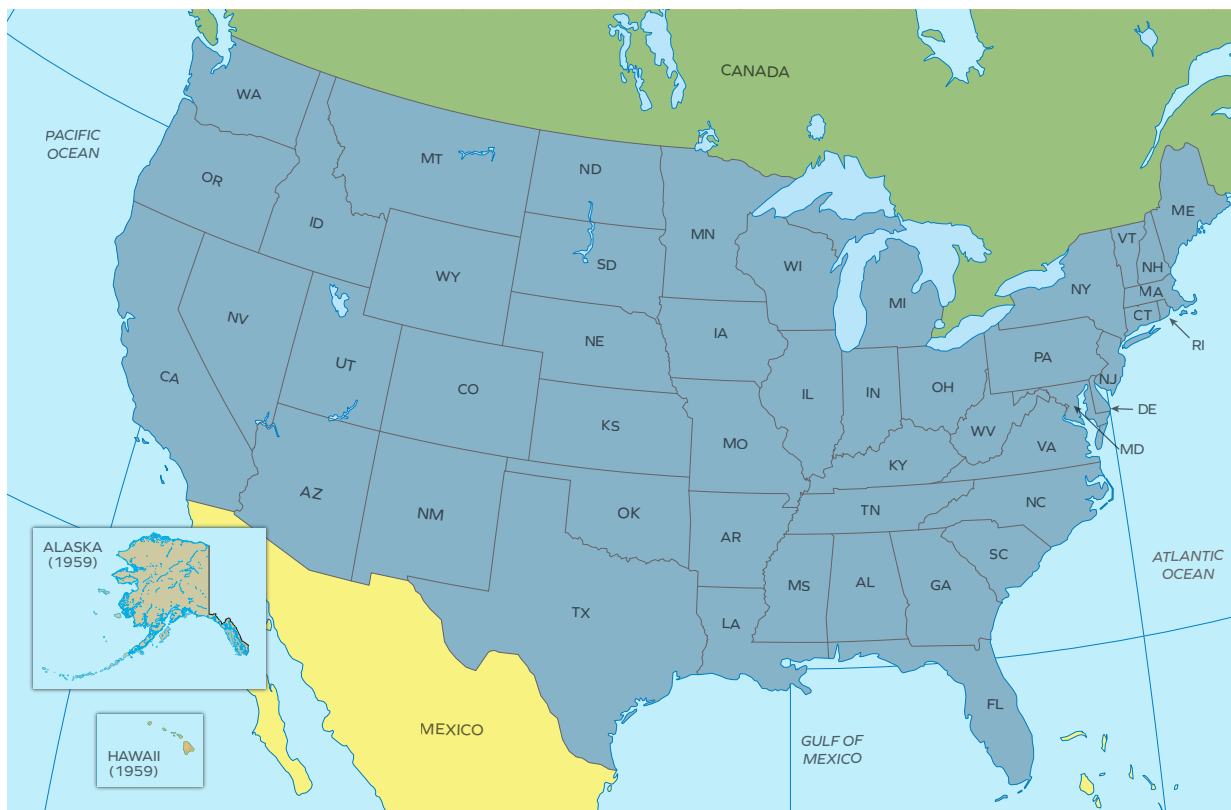 CANADA
WA
PACIFIC
OCEAN
MT
ND
OR
ME
ID
MN
VT
WI
SD
NH
WY
MI
NY
MA
NV
CT
IA
NE
RI
PA
UT
CA
CO
OH
NJ
IL
IN
DE
KS
WV
MO
VA
MD
KY
AZ
NC
NM
OK
TN
AR
ALASKA
(1959)
SC
ATLANTIC
OCEAN
MS
AL
GA
TX
LA
FL
MEXICO
GULF OF
MEXICO
HAWAII
(1959)